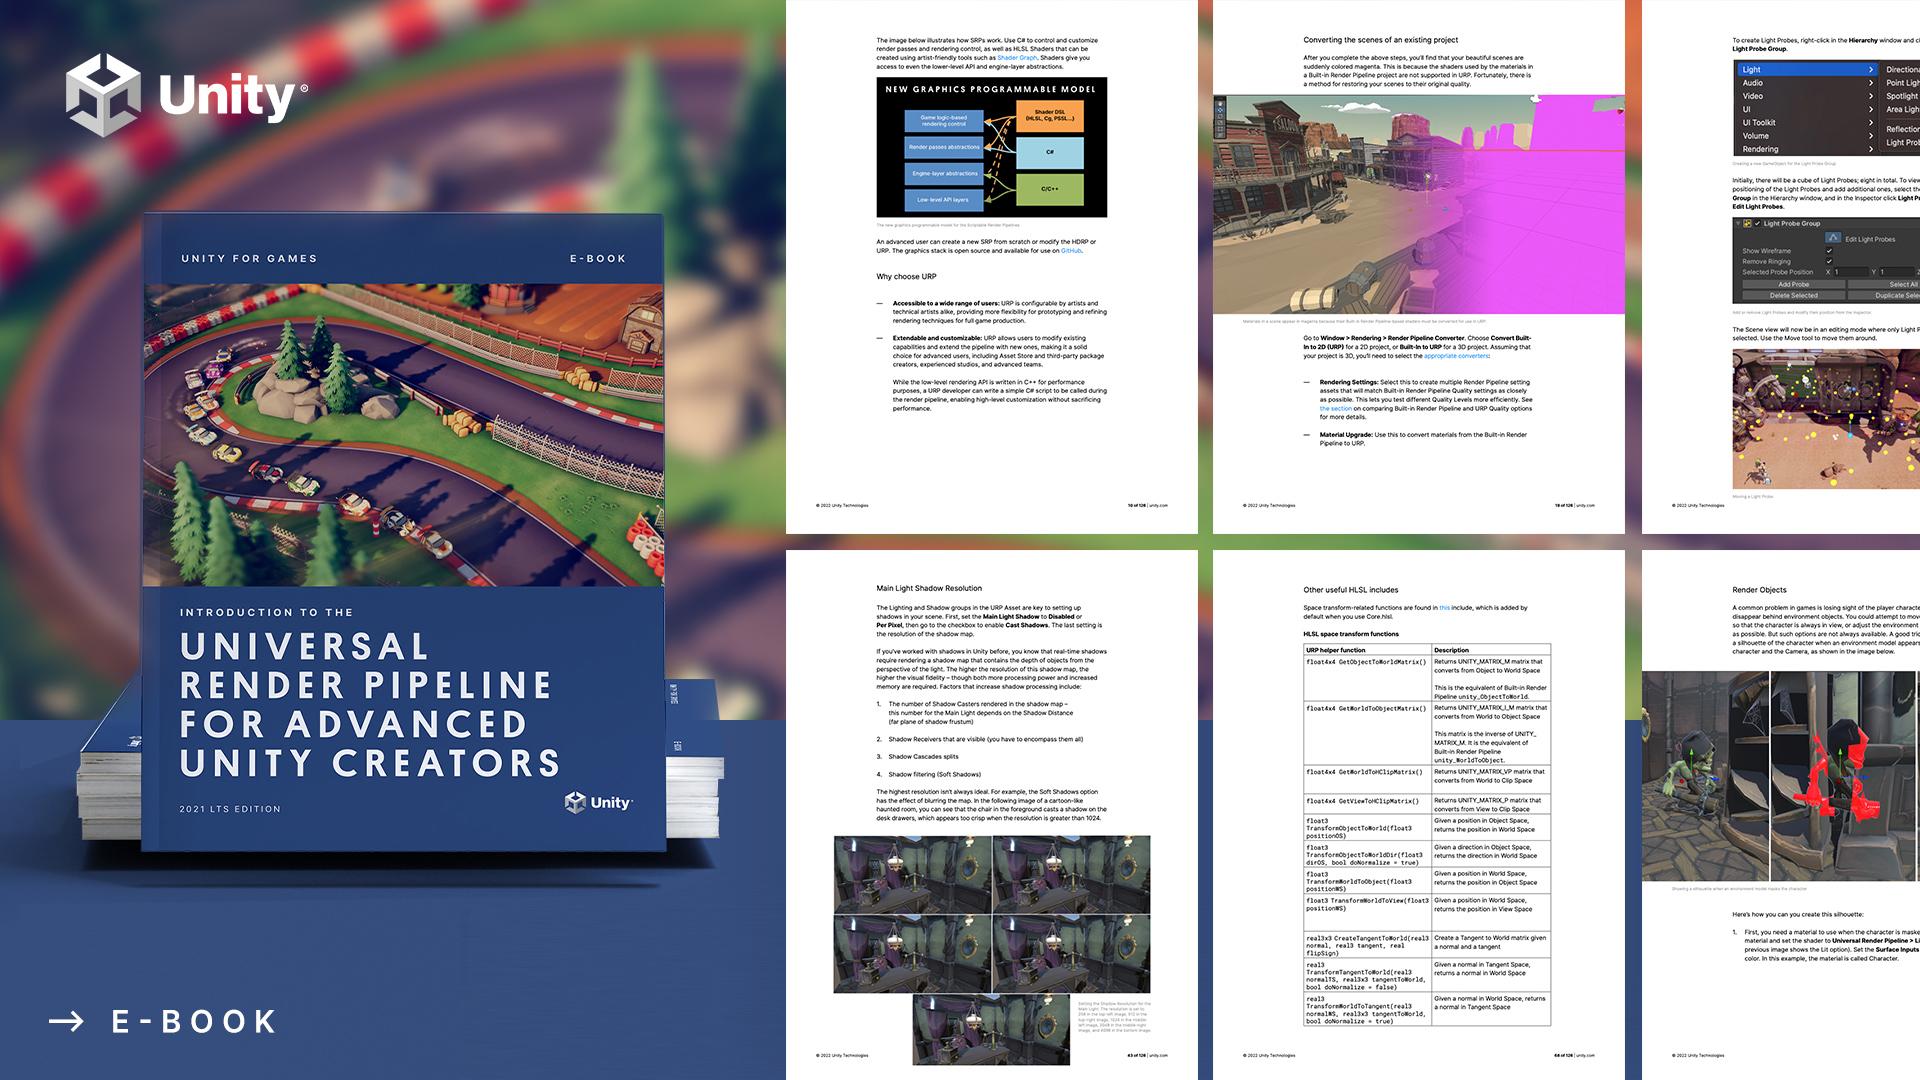 Unity®
UNITY FOR GAMES
E-BOOK
INTRODUCTION TO THE
UNIVERSAL
RENDER PIPELINE
FOR ADVANCED
UNITY CREATORS
2021 LTS EDITION
Unity®
→ E-BOOK
The image below illustrates how SRPs work. Use C# to control and customize
render passes and rendering control, as well as HLSL Shaders that can be
created using artist-friendly tools such as Shader Graph. Shaders give you
access to even the lower-level API and engine-layer abstractions.
NEW GRAPHICS PROGRAMMABLE MODEL
Game logic-based
rendering control
Render passes abstractions
Engine-layer abstractions
Low-level API layers
Shader DSL
(HLSL, Cg, PSSL...)
C#
C/C++
The new graphics programmable model for the Scriptable Render Pipelines
An advanced user can create a new SRP from scratch or modify the HDRP or
URP. The graphics stack is open source and available for use on GitHub.
Why choose URP
— Accessible to a wide range of users: URP is configurable by artists and
technical artists alike, providing more flexibility for prototyping and refining
rendering techniques for full game production.
— Extendable and customizable: URP allows users to modify existing
capabilities and extend the pipeline with new ones, making it a solid
choice for advanced users, including Asset Store and third-party package
creators, experienced studios, and advanced teams.
While the low-level rendering API is written in C++ for performance
purposes, a URP developer can write a simple C# script to be called during
the render pipeline, enabling high-level customization without sacrificing
performance.
© 2022 Unity Technologies
10 of 126 | unity.com
Converting the scenes of an existing project
After you complete the above steps, you'll find that your beautiful scenes are
suddenly colored magenta. This is because the shaders used by the materials in
a Built-in Render Pipeline project are not supported in URP. Fortunately, there is
a method for restoring your scenes to their original quality.
Materials in a scene appear in magenta because their Built-in Render Pipeline-based shaders must be converted for use in URP.
Go to Window > Rendering > Render Pipeline Converter. Choose Convert Built-
In to 2D (URP) for a 2D project, or Built-In to URP for a 3D project. Assuming that
your project is 3D, you'll need to select the appropriate converters:
— Rendering Settings: Select this to create multiple Render Pipeline setting
assets that will match Built-in Render Pipeline Quality settings as closely
as possible. This lets you test different Quality Levels more efficiently. See
the section on comparing Built-in Render Pipeline and URP Quality options
for more details.
— Material Upgrade: Use this to convert materials from the Built-in Render
Pipeline to URP.
© 2022 Unity Technologies
19 of 126 | unity.com
To create Light Probes, right-click in the Hierarchy window and
Light Probe Group.
Light
Audio
Video
UI
UI Toolkit
Volume
Rendering
Point
Spotlight
Area
Light
Creating a new GameObject for the Light Probe Group
Initially, there will be a cube of Light Probes; eight in total. To
positioning of the Light Probes and add additional ones, select
Group in the Hierarchy window, and in the Inspector click Light
Edit Light Probes.
Light Probe Group
Edit Light Probes
Show Wireframe
Remove Ringing
Selected Probe Position X 1 Y 1
Add Probe
Select All
Delete Selected
Duplicate
Add or remove Light Probes and modify their position from the Inspector.
The Scene view will now be in an editing mode where only Light
selected. Use the Move tool to move them around.
Moving a Light Probe
© 2022 Unity Technologies
Main Light Shadow Resolution
The Lighting and Shadow groups in the URP Asset are key to setting up
shadows in your scene. First, set the Main Light Shadow to Disabled or
Per Pixel, then go to the checkbox to enable Cast Shadows. The last setting is
the resolution of the shadow map.
If you've worked with shadows in Unity before, you know that real-time shadows
require rendering a shadow map that contains the depth of objects from the
perspective of the light. The higher the resolution of this shadow map, the
higher the visual fidelity – though both more processing power and increased
memory are required. Factors that increase shadow processing include:
1. The number of Shadow Casters rendered in the shadow map –
this number for the Main Light depends on the Shadow Distance
(far plane of shadow frustum)
2. Shadow Receivers that are visible (you have to encompass them all)
3. Shadow Cascades splits
4. Shadow filtering (Soft Shadows)
The highest resolution isn't always ideal. For example, the Soft Shadows option
has the effect of blurring the map. In the following image of a cartoon-like
haunted room, you can see that the chair in the foreground casts a shadow on the
desk drawers, which appears too crisp when the resolution is greater than 1024.
Setting the Shadow Resolution for the
Main Light: The resolution is set to
256 in the top-left image, 512 in the
top-right image, 1024 in the middle-
left image, 2048 in the middle-right
image, and 4096 in the bottom image.
© 2022 Unity Technologies
43 of 126 | unity.com
Other useful HLSL includes
Space transform-related functions are found in this include, which is added by
default when you use Core.hlsl.
HLSL space transform functions
URP helper function
Description
float4x4 GetObjectToWorldMatrix()
Returns UNITY_MATRIX_M matrix that
converts from Object to World Space
This is the equivalent of Built-in Render
Pipeline unity_ObjectToWorld.
float4x4 GetWorldToObjectMatrix()
Returns UNITY_MATRIX_I_M matrix that
converts from World to Object Space
This matrix is the inverse of UNITY_
MATRIX_M. It is the equivalent of
Built-in Render Pipeline
unity_WorldToObject.
float4x4 GetWorldToHClipMatrix()
Returns UNITY_MATRIX_VP matrix that
converts from World to Clip Space
float4x4 GetViewToHClipMatrix()
Returns UNITY_MATRIX_P matrix that
converts from View to Clip Space
float3
TransformObjectToWorld(float3
positionOS)
Given a position in Object Space,
returns the position in World Space
float3
TransformObjectToWorldDir(float3
dirOS, bool doNormalize = true)
Given a direction in Object Space,
returns the direction in World Space
float3
TransformWorldToObject(float3
positionWS)
Given a position in World Space,
returns the position in Object Space
float3 TransformWorldToView(float3
positionWS)
Given a position in World Space,
returns the position in View Space
real3x3 CreateTangentToWorld(real3
normal, real3 tangent, real
flipSign)
Create a Tangent to World matrix given
a normal and a tangent
real3
TransformTangentToWorld(real3
normalTS, real3x3 tangentToWorld,
bool doNormalize = false)
Given a normal in Tangent Space,
returns a normal in World Space
real3
TransformWorldToTangent(real3
normalWS, real3x3 tangentToWorld,
bool doNormalize = true)
Given a normal in World Space, returns
a normal in Tangent Space
© 2022 Unity Technologies
68 of 126 | unity.com
Render Objects
A common problem in games is losing sight of the player
disappear behind environment objects. You could attempt to
so that the character is always in view, or adjust the environment
as possible. But such options are not always available. A good
a silhouette of the character when an environment model appears
character and the Camera, as shown in the image below.
Showing a silhouette when an environment model masks the character
Here's how you can you create this silhouette:
1. First, you need a material to use when the character is
material and set the shader to Universal Render Pipeline >
previous image shows the Lit option). Set the Surface Inputs
color. In this example, the material is called Character.
© 2022 Unity Technologies